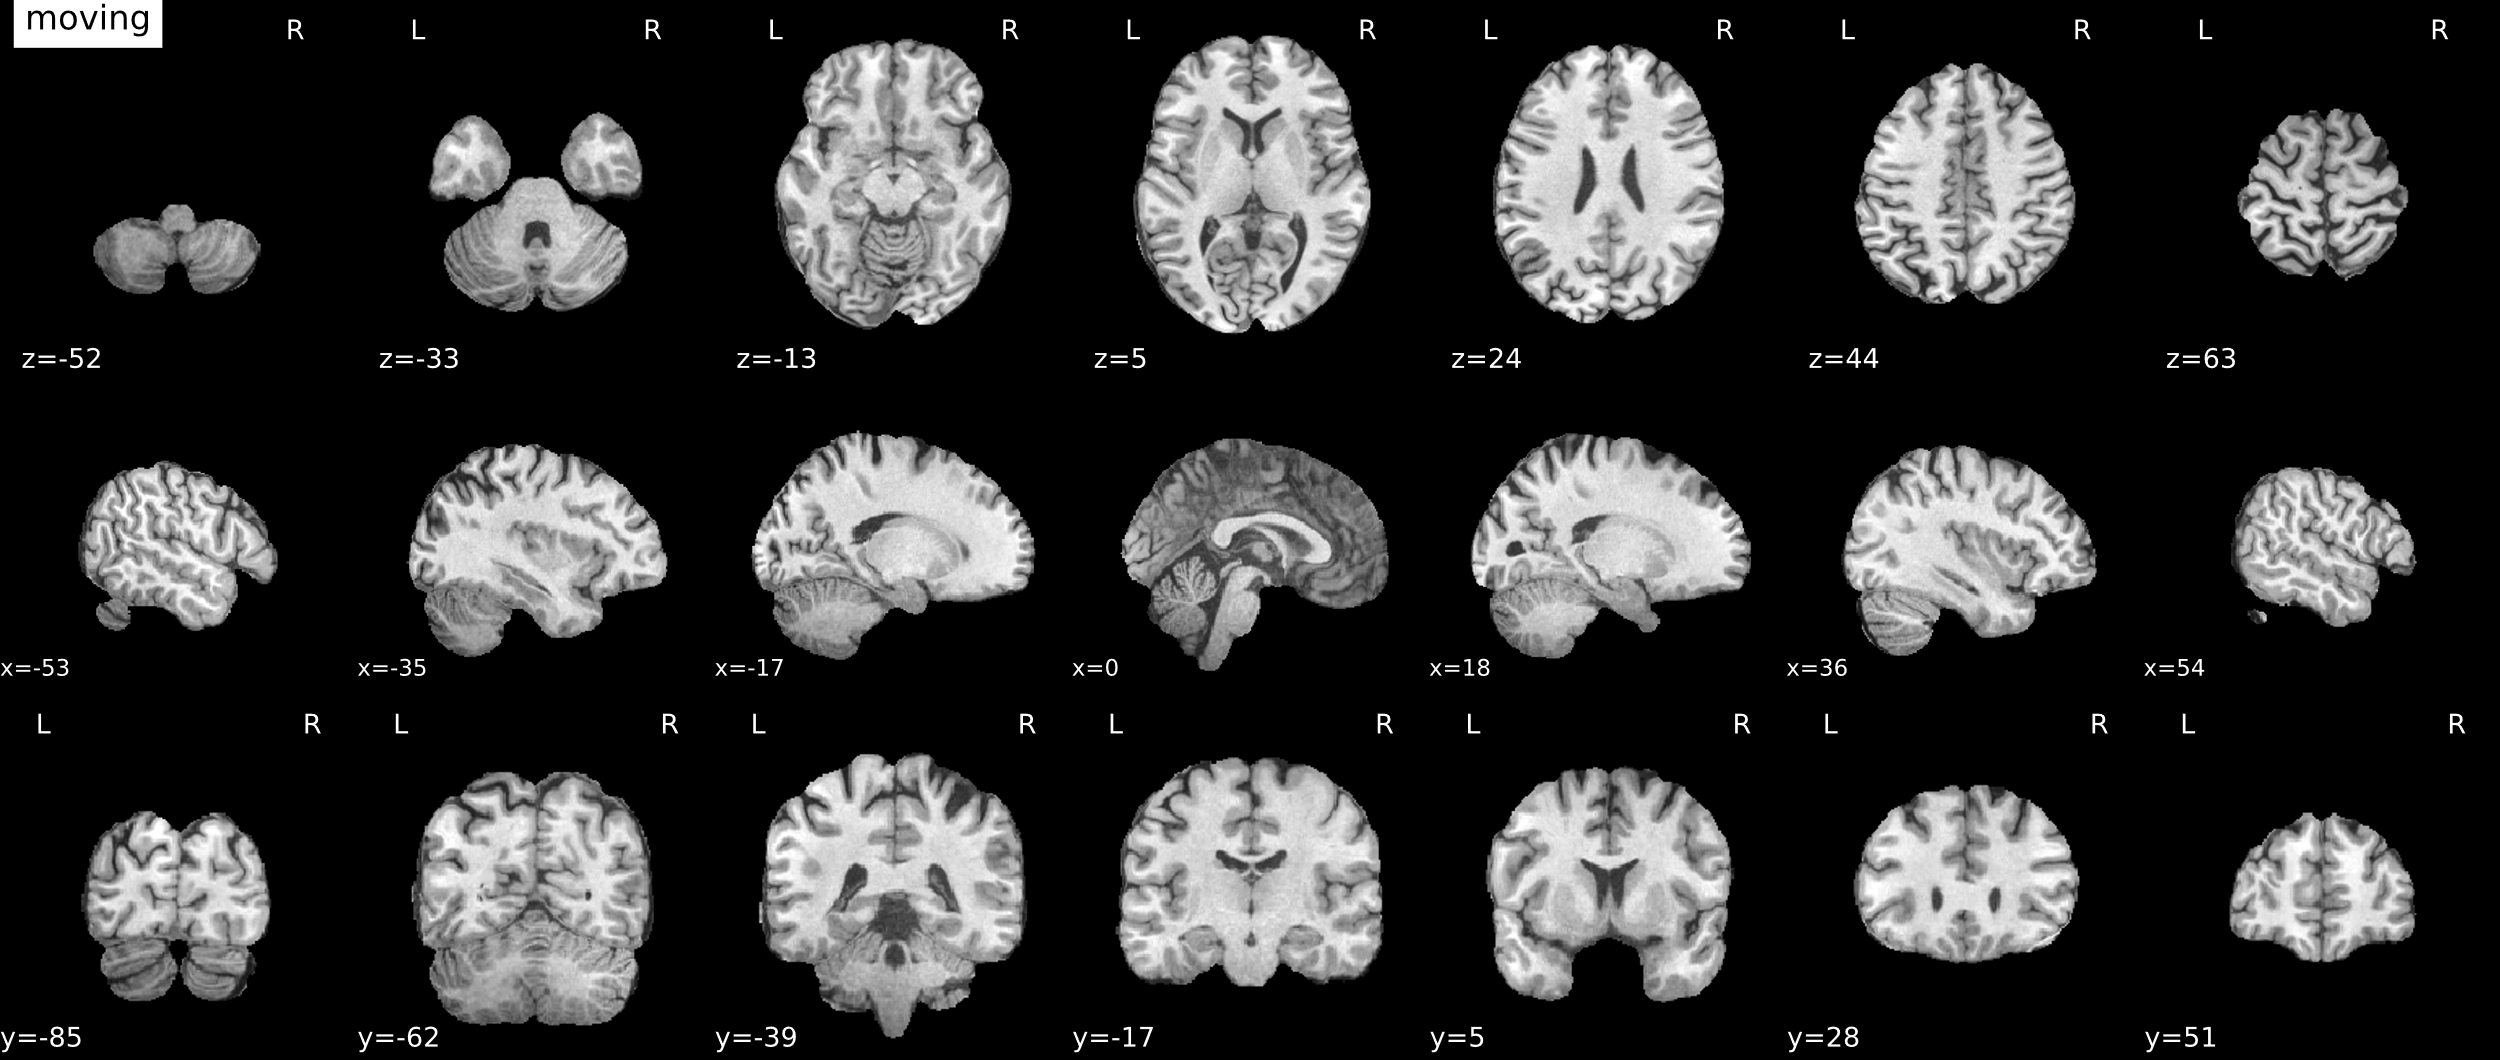 moving
R L R L R L R L R L R L R
z=-52 z=-33 z=-13 z=5 z=24 z=44 z=63
x=-53 x=-35 x=-17 x=0 x=18 x=36 x=54
L R L R L R L R L R L R L R
y=-85 y=-62 y=-39 y=-17 y=5 y=28 y=51